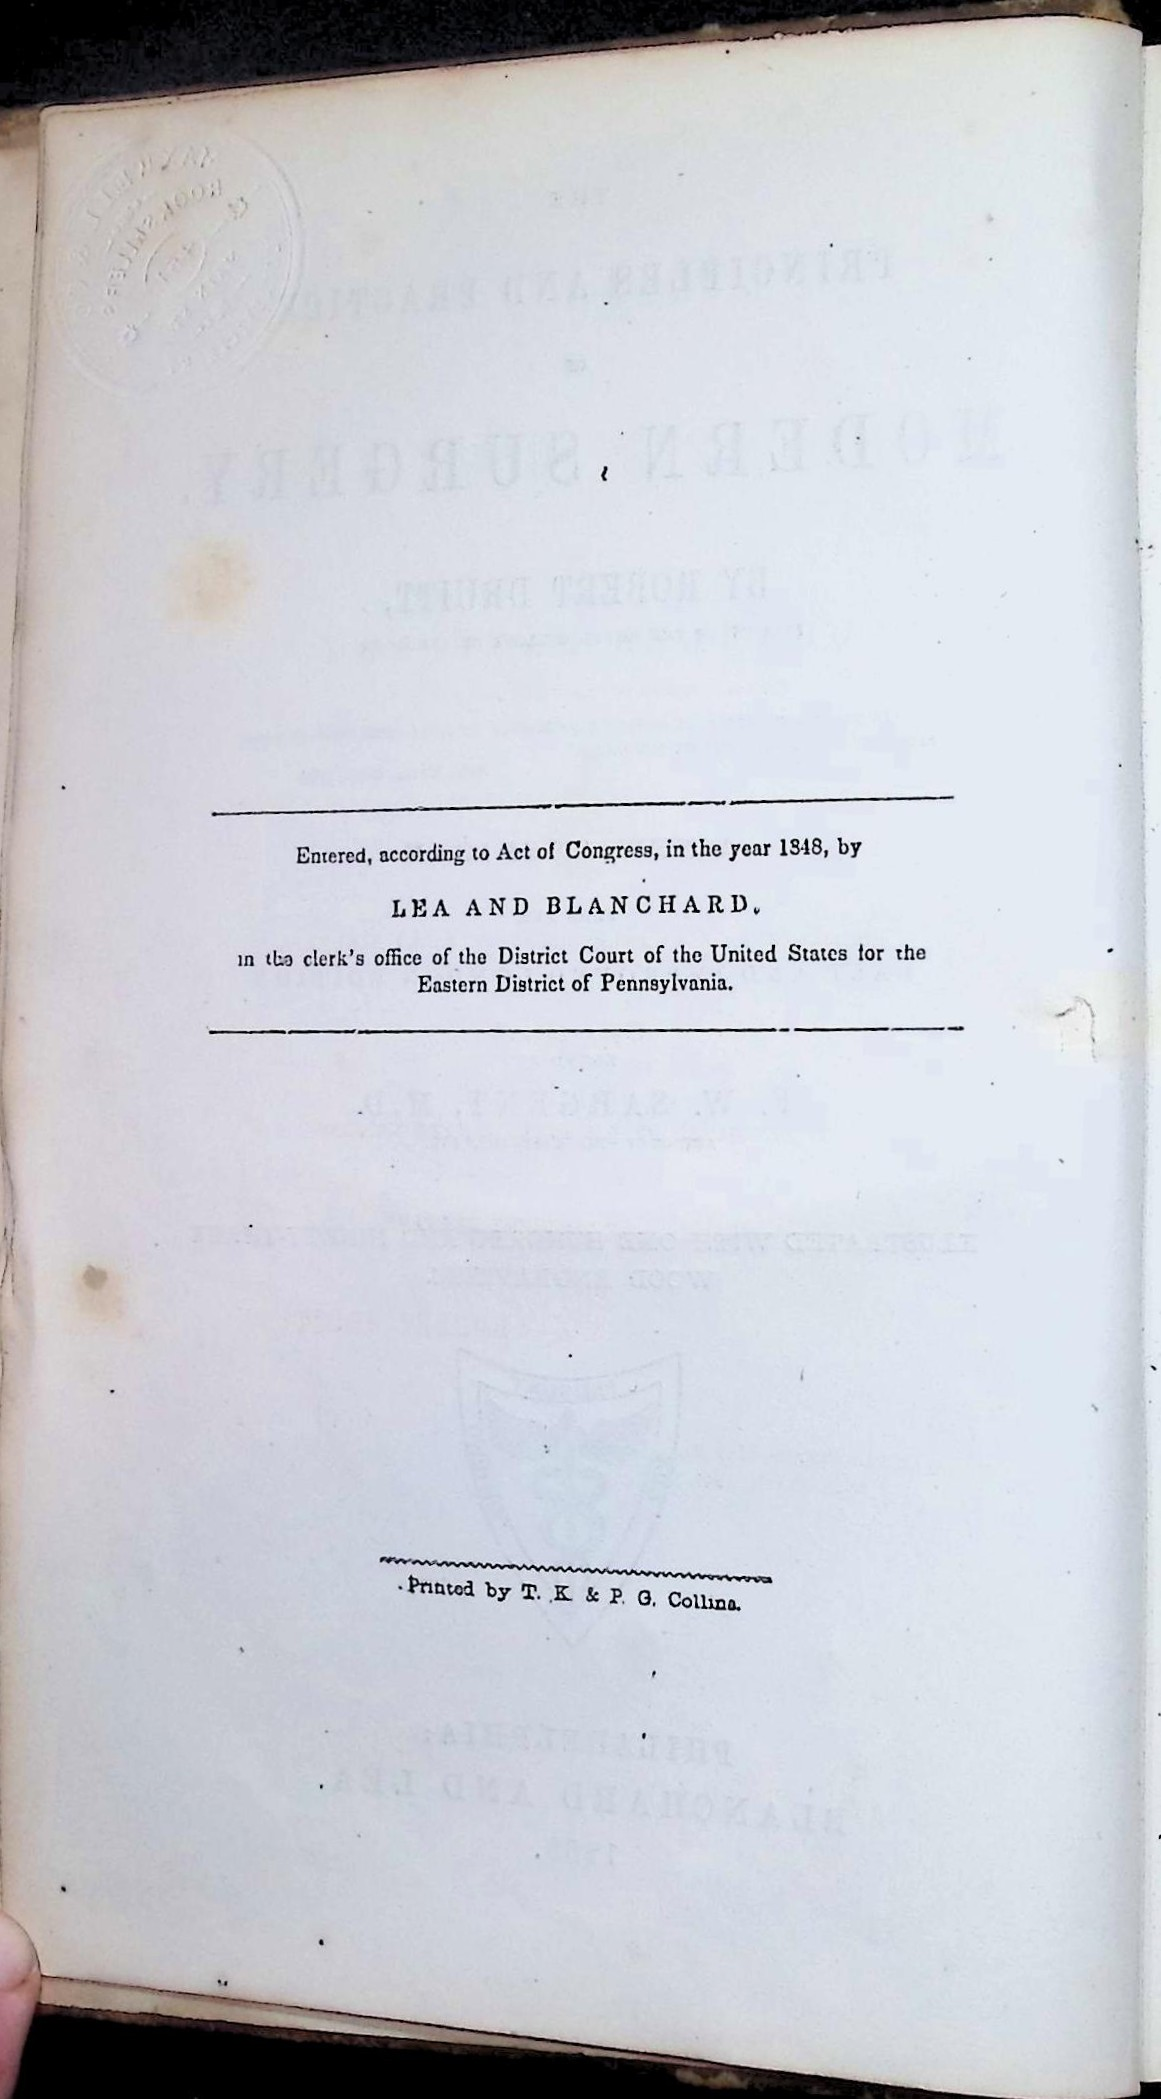 Entered, according to Act of Congress, in the year 1848, by
LEA AND BLANCHARD,
in the clerk's office of the District Court of the United States for the
Eastern District of Pennsylvania.
Printed by T. K. & P. G. Collins.